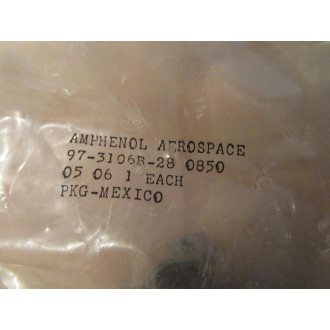 AMPHENOL AEROSPACE
97-3106B-28 0850
05 06 1 EACH
PKG-MEXICO